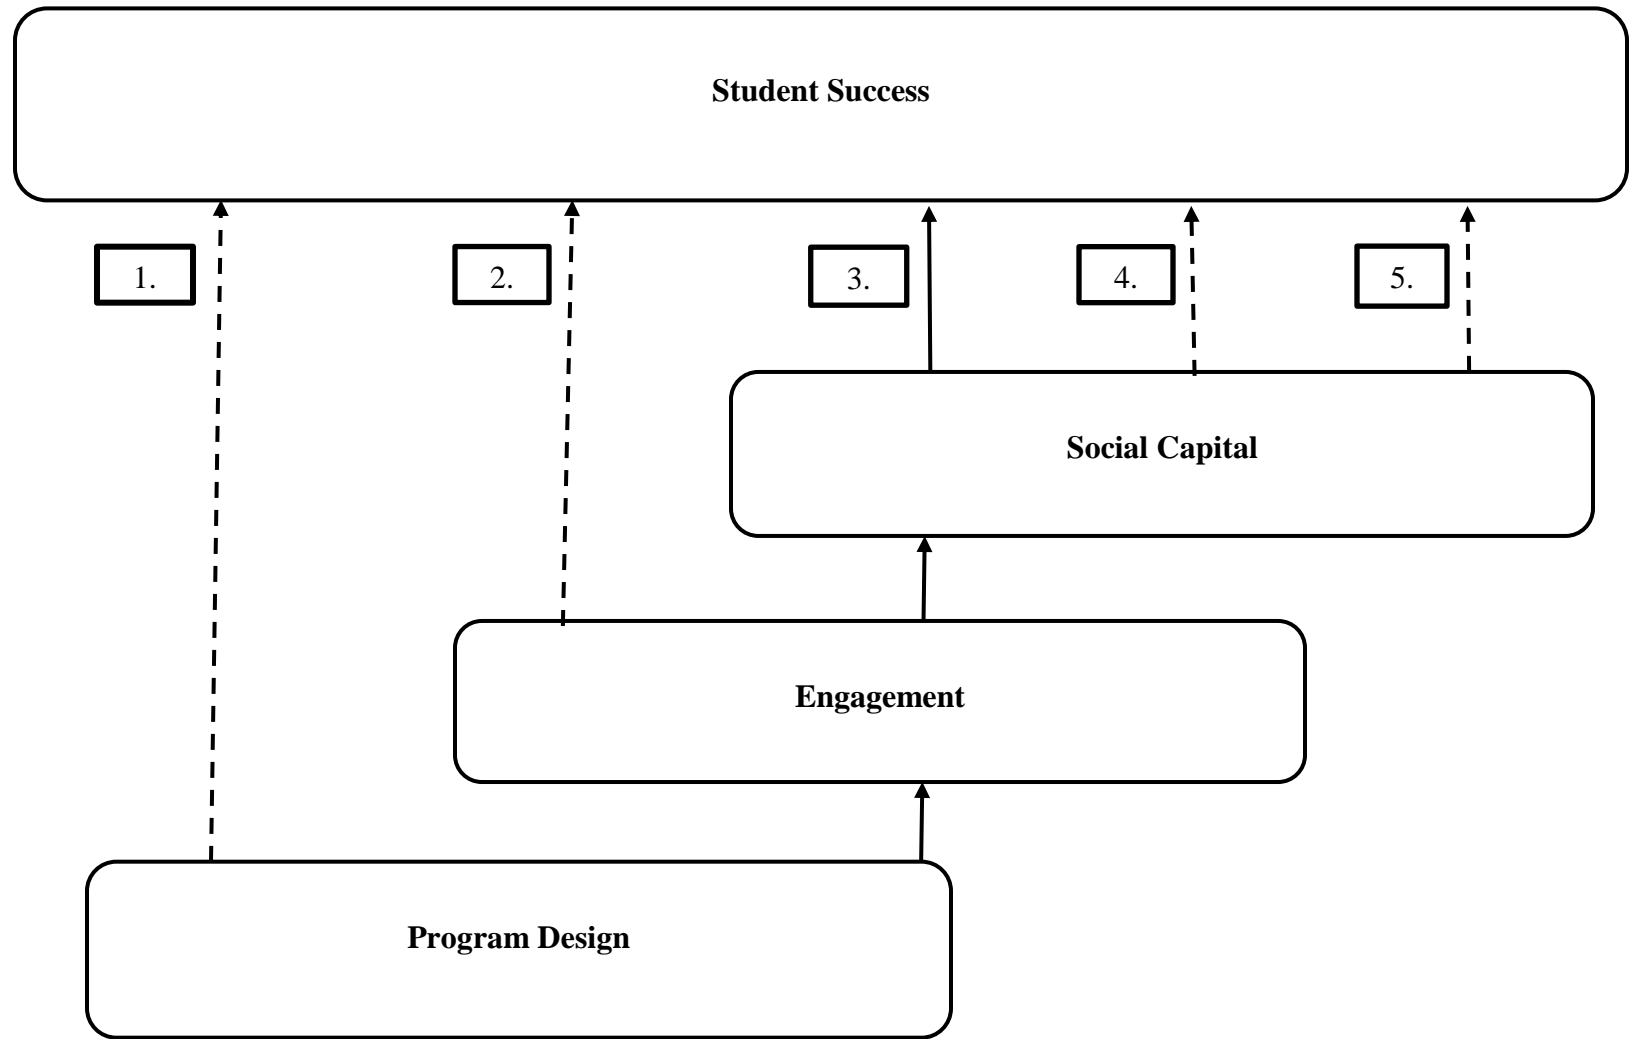 Student Success
1.
2.
3.
4.
5.
Social Capital
Engagement
Program Design